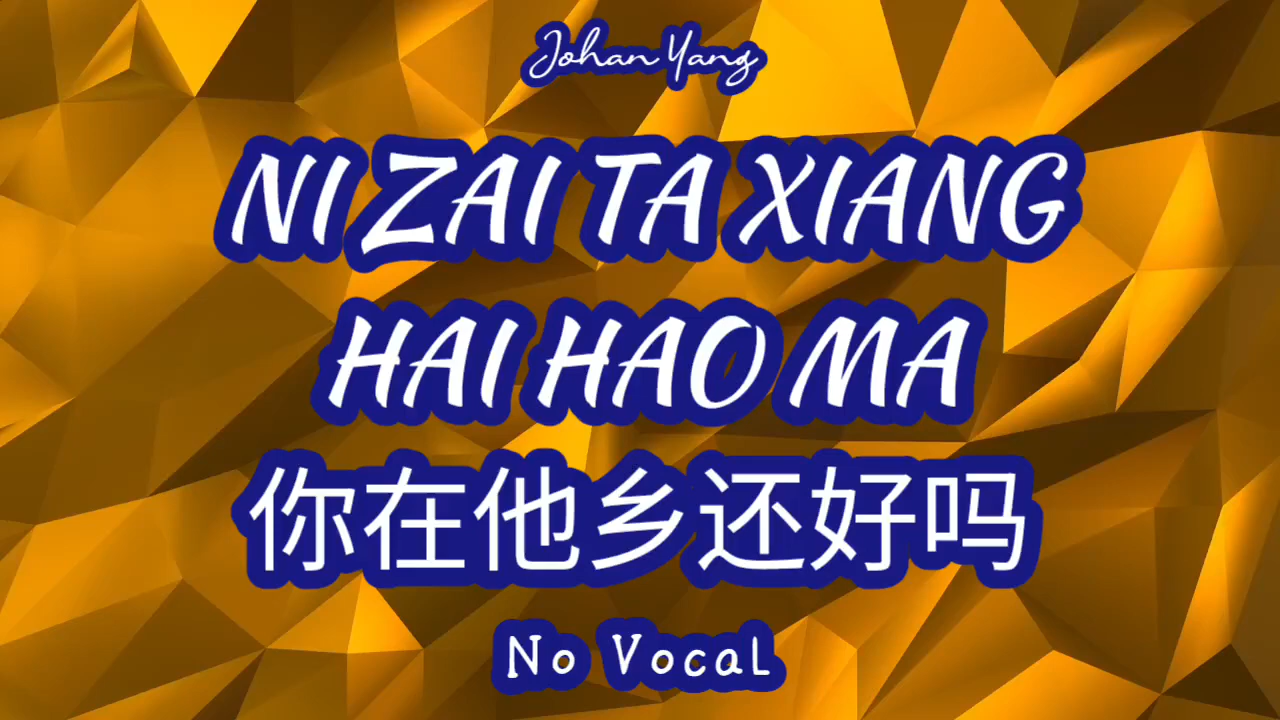 Johan Yang
NI ZAI TA XIANG
HAI HAO MA
你在他乡还好吗
No Vocal